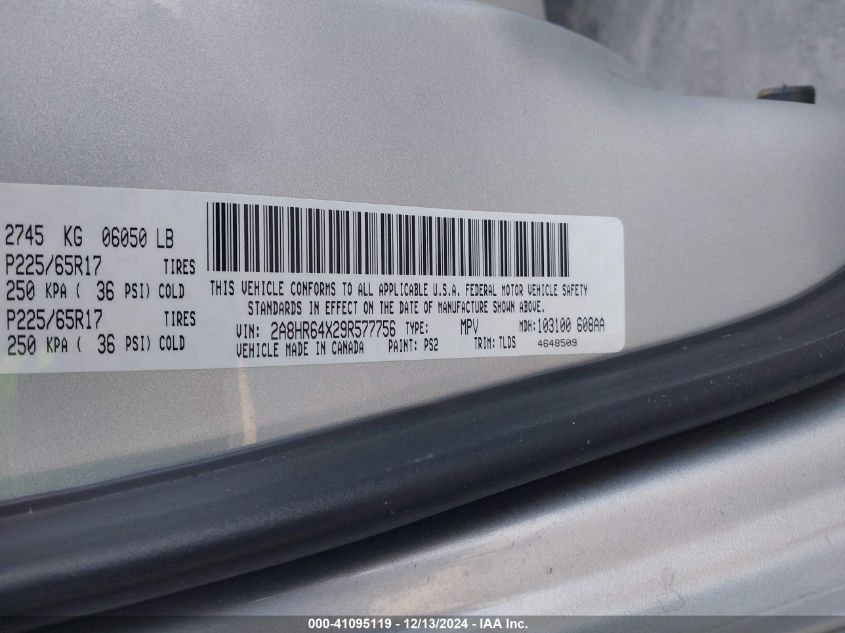 2745 KG 06050 LB
P225/65R17 TIRES
250 KPA ( 36 PSI) COLD
P225/65R17 TIRES
250 KPA ( 36 PSI) COLD
THIS VEHICLE CONFORMS TO ALL APPLICABLE U.S.A. FEDERAL MOTOR VEHICLE SAFETY
STANDARDS IN EFFECT ON THE DATE OF MANUFACTURE SHOWN ABOVE.
VIN: 2A8HR64X29R577756 TYPE: MPV MDH: 103100 608AA
VEHICLE MADE IN CANADA PAINT: PS2 TRIM: TLDS 4648509
000-41095119 / 12/13/2024 - IAA Inc.